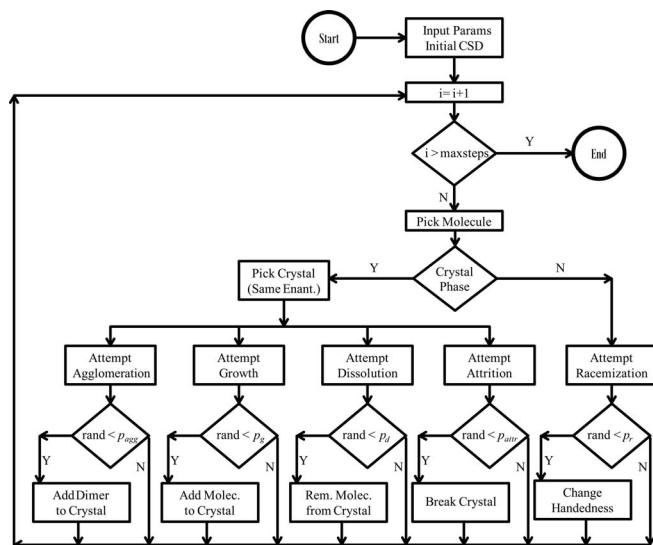 Start
Input Params
Initial CSD
i= i+1
i > maxsteps
Y
End
N
Pick Molecule
Pick Crystal
(Same Enant.)
Y
Crystal
Phase
N
Attempt
Agglomeration
Attempt
Growth
Attempt
Dissolution
Attempt
Attrition
Attempt
Racemization
rand < pagg
rand < pg
rand < pd
rand < pattr
rand < pr
Y
N
Y
N
Y
N
Y
N
Y
N
Add Dimer
to Crystal
Add Molec.
to Crystal
Rem. Molec.
from Crystal
Break Crystal
Change
Handedness